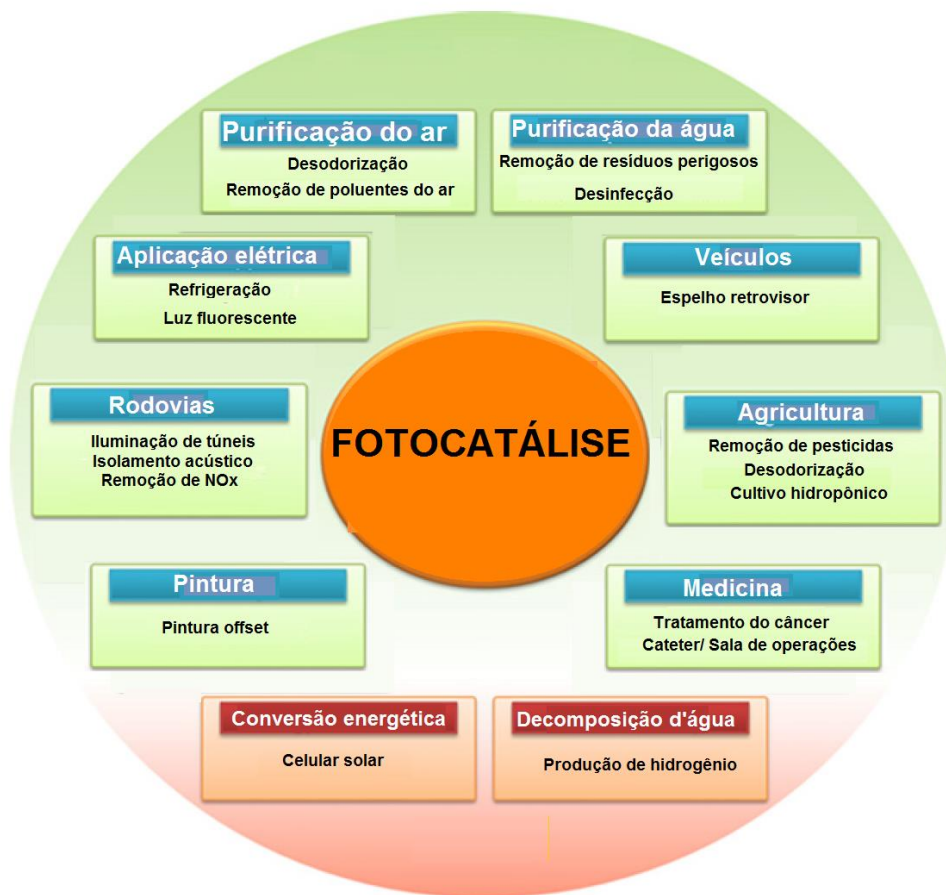 Purificação do ar
Desodorização
Remoção de poluentes do ar
Purificação da água
Remoção de resíduos perigosos
Desinfecção
Aplicação elétrica
Refrigeração
Luz fluorescente
Veículos
Espelho retrovisor
Rodovias
Iluminação de túneis
Isolamento acústico
Remoção de NOx
FOTOCATÁLISE
Agricultura
Remoção de pesticidas
Desodorização
Cultivo hidropônico
Pintura
Pintura offset
Medicina
Tratamento do câncer
Cateter/ Sala de operações
Conversão energética
Celular solar
Decomposição d'água
Produção de hidrogênio